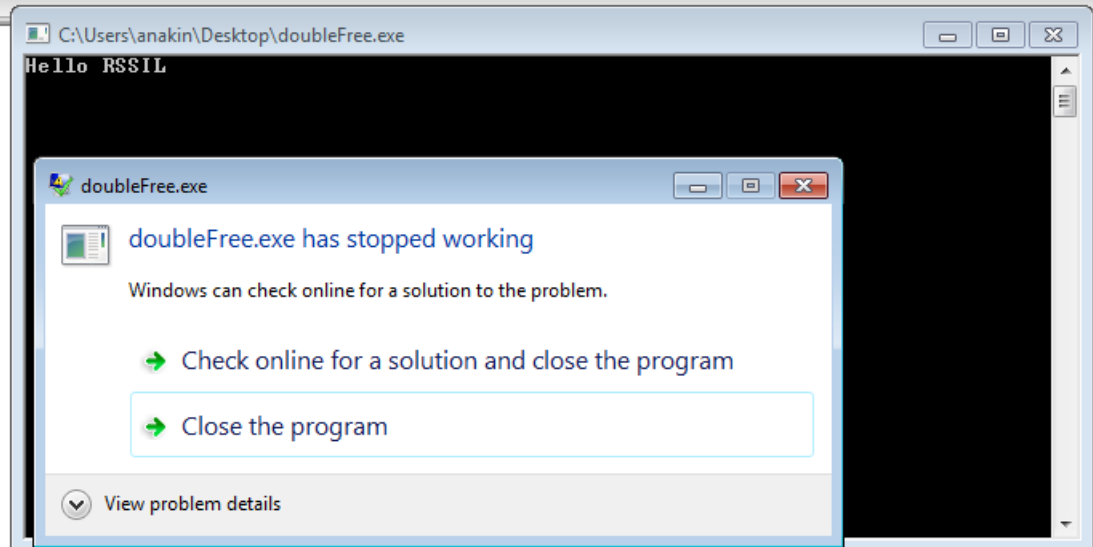 C:\Users\anakin\Desktop\doubleFree.exe
Hello RSSIL
doubleFree.exe
doubleFree.exe has stopped working
Windows can check online for a solution to the problem.
Check online for a solution and close the program
Close the program
View problem details